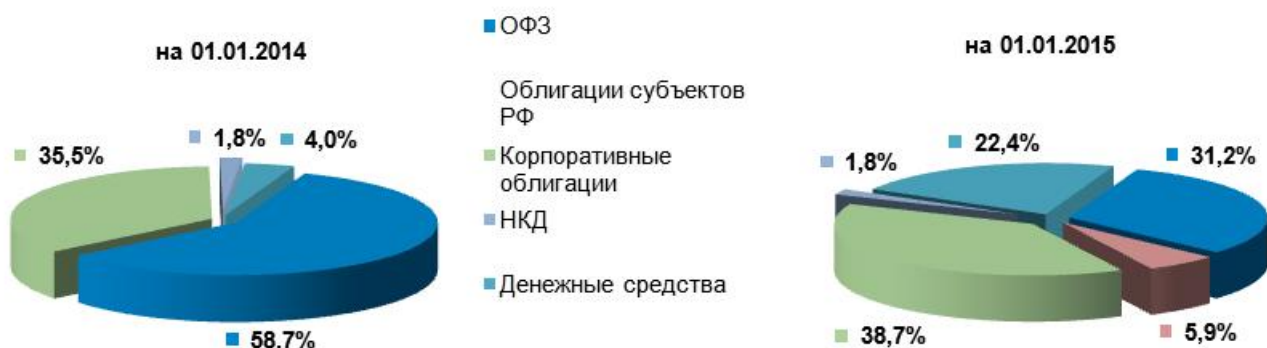 на 01.01.2014
35,5%
1,8%
4,0%
58,7%
ОФЗ
Облигации субъектов
РФ
Корпоративные
облигации
НКД
Денежные средства
на 01.01.2015
1,8%
22,4%
31,2%
38,7%
5,9%